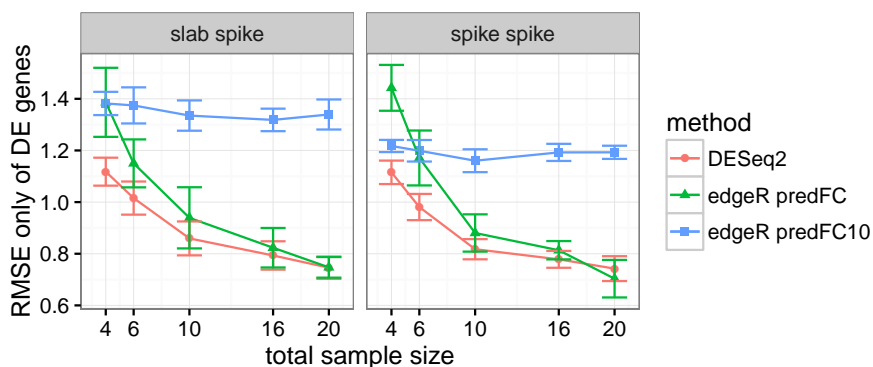 slab spike
spike spike
RMSE only of DE genes
1.4
1.2
1.0
0.8
0.6
4 6 10 16 20
4 6 10 16 20
total sample size
method
DESeq2
edgeR predFC
edgeR predFC10